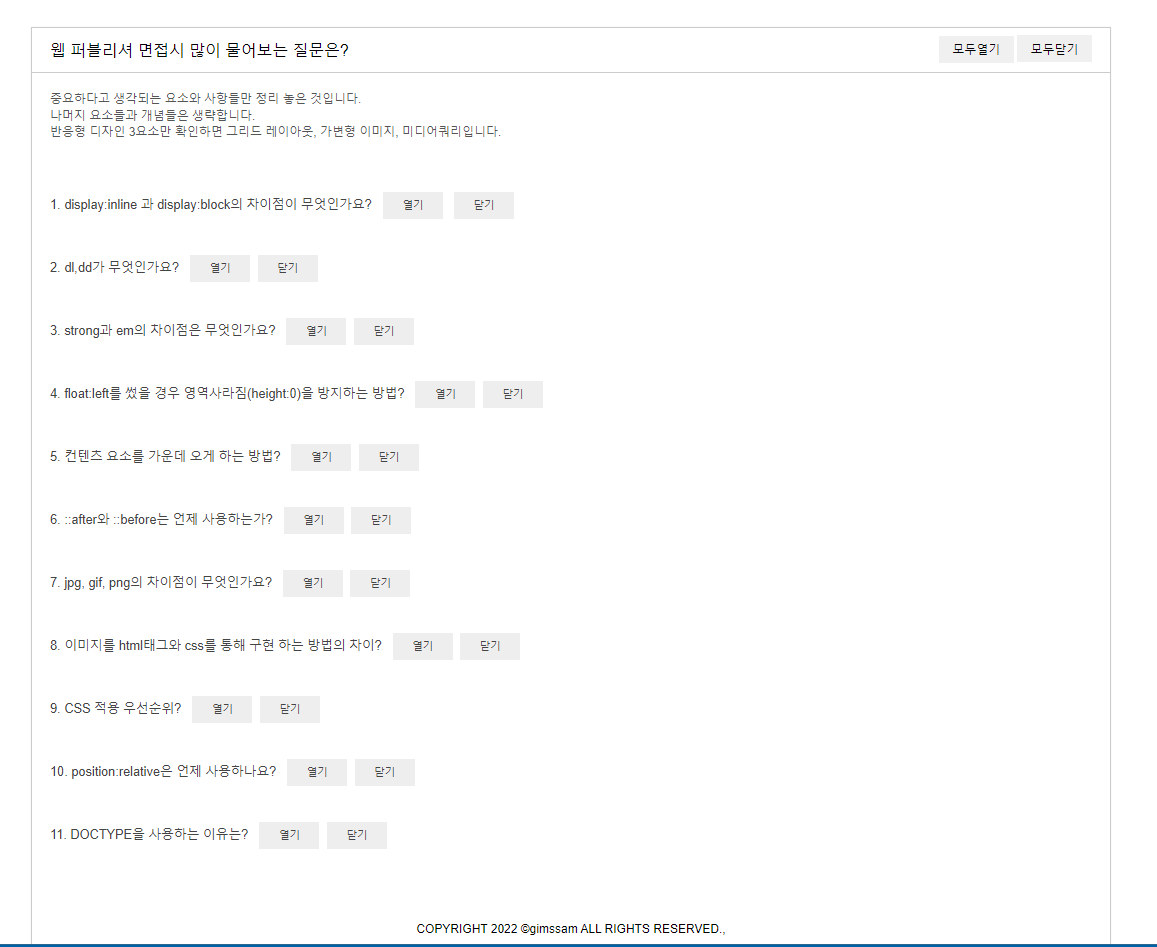 웹 퍼블리셔 면접시 많이 물어보는 질문은? 모두열기 모두닫기
중요하다고 생각되는 요소와 사항들만 정리 놓은 것입니다.
나머지 요소들과 개념들은 생략합니다.
반응형 디자인 3요소만 확인하면 그리드 레이아웃, 가변형 이미지, 미디어쿼리입니다.
1. display:inline 과 display:block의 차이점이 무엇인가요? 열기 닫기
2. dl,dd가 무엇인가요? 열기 닫기
3. strong과 em의 차이점은 무엇인가요? 열기 닫기
4. float:left를 썼을 경우 영역사라짐(height:0)을 방지하는 방법? 열기 닫기
5. 컨텐츠 요소를 가운데 오게 하는 방법? 열기 닫기
6. ::after와 ::before는 언제 사용하는가? 열기 닫기
7. jpg, gif, png의 차이점이 무엇인가요? 열기 닫기
8. 이미지를 html태그와 css를 통해 구현 하는 방법의 차이? 열기 닫기
9. CSS 적용 우선순위? 열기 닫기
10. position:relative은 언제 사용하나요? 열기 닫기
11. DOCTYPE을 사용하는 이유는? 열기 닫기
COPYRIGHT 2022 ©gimssam ALL RIGHTS RESERVED.,